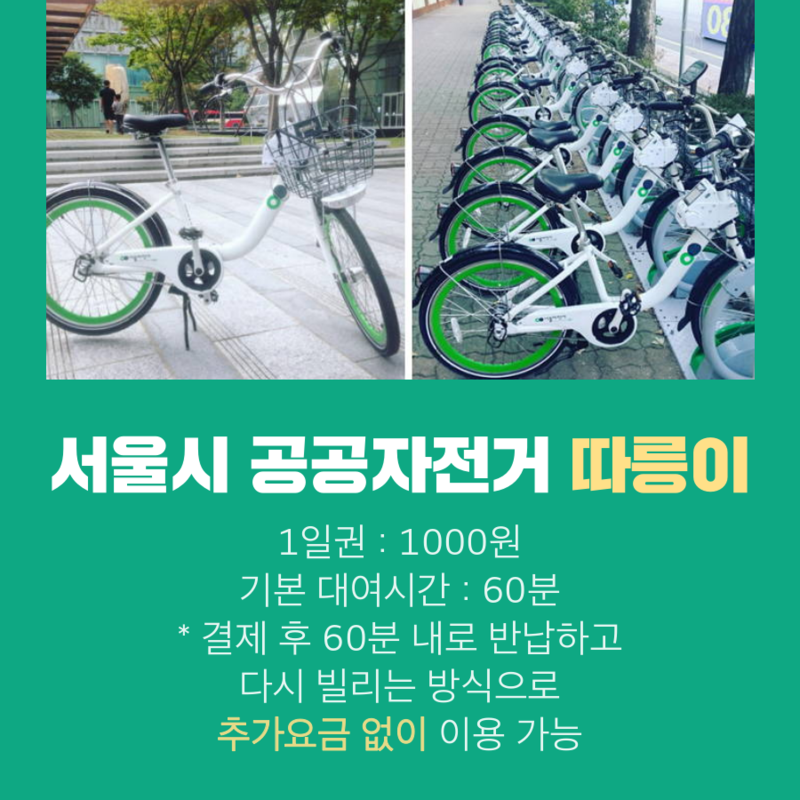 서울시 공공자전거 따릉이
1일권 : 1000원
기본 대여시간 : 60분
* 결제 후 60분 내로 반납하고
다시 빌리는 방식으로
추가요금 없이 이용 가능